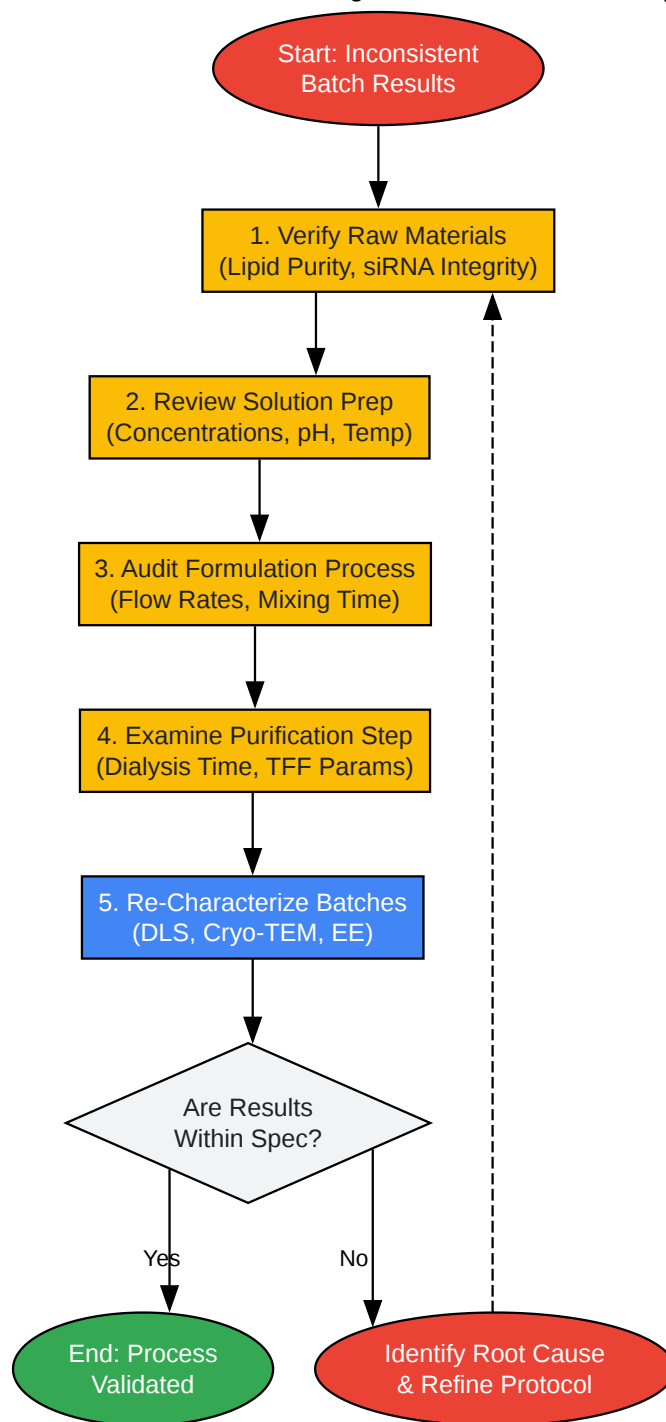 Start: Inconsistent
Batch Results
1. Verify Raw Materials
(Lipid Purity, siRNA Integrity)
2. Review Solution Prep
(Concentrations, pH, Temp)
3. Audit Formulation Process
(Flow Rates, Mixing Time)
4. Examine Purification Step
(Dialysis Time, TFF Params)
5. Re-Characterize Batches
(DLS, Cryo-TEM, EE)
Are Results
Within Spec?
Yes
No
End: Process
Validated
Identify Root Cause
& Refine Protocol